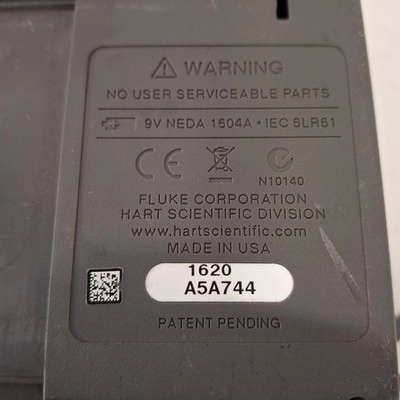 WARNING
NO USER SERVICEABLE PARTS
9V NEDA 1604A • IEC 6LR61
CE
N10140
FLUKE CORPORATION
HART SCIENTIFIC DIVISION
www.hartscientific.com
MADE IN USA
1620
A5A744
PATENT PENDING